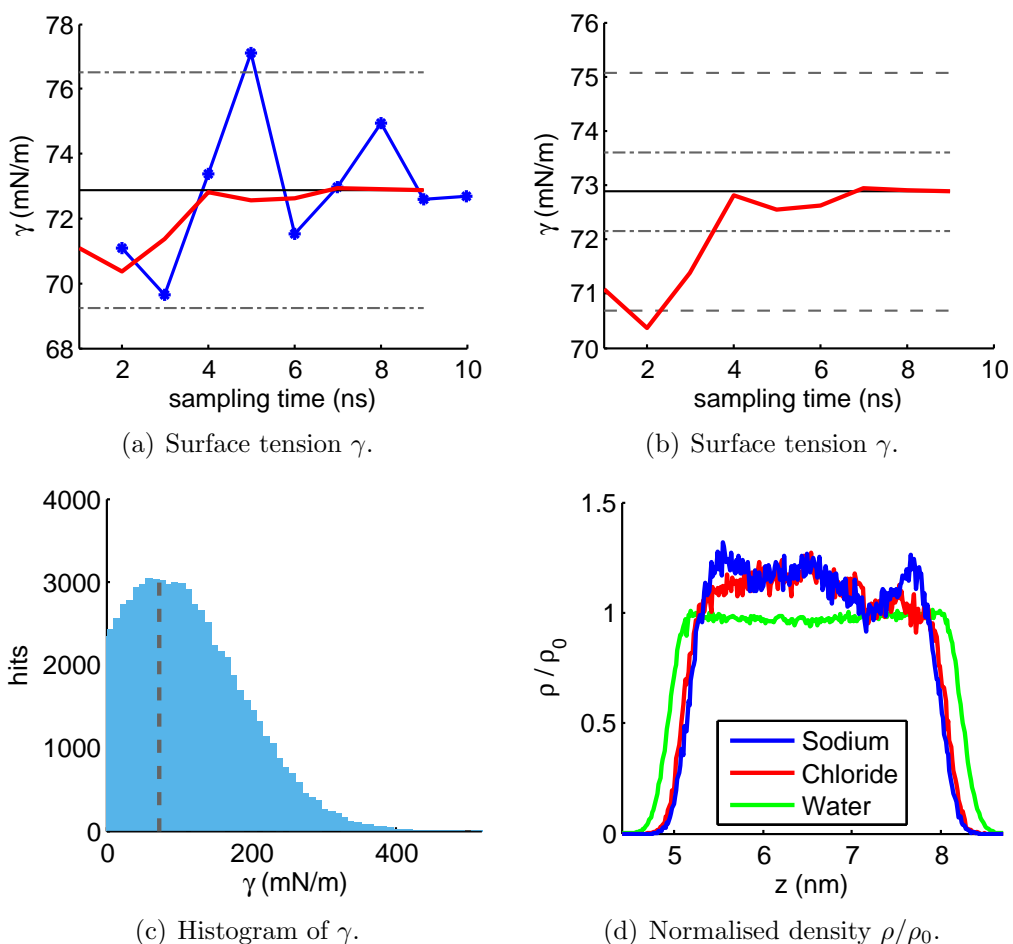 78
76
74
72
70
68
γ (mN/m)
2 4 6 8 10
sampling time (ns)
(a) Surface tension γ.
76
75
74
73
72
71
70
γ (mN/m)
2 4 6 8 10
sampling time (ns)
(b) Surface tension γ.
4000
3000
2000
1000
0
hits
0 200 400
γ (mN/m)
(c) Histogram of γ.
1.5
1
0.5
0
ρ / ρ0
Sodium
Chloride
Water
5 6 7 8
z (nm)
(d) Normalised density ρ/ρ0.